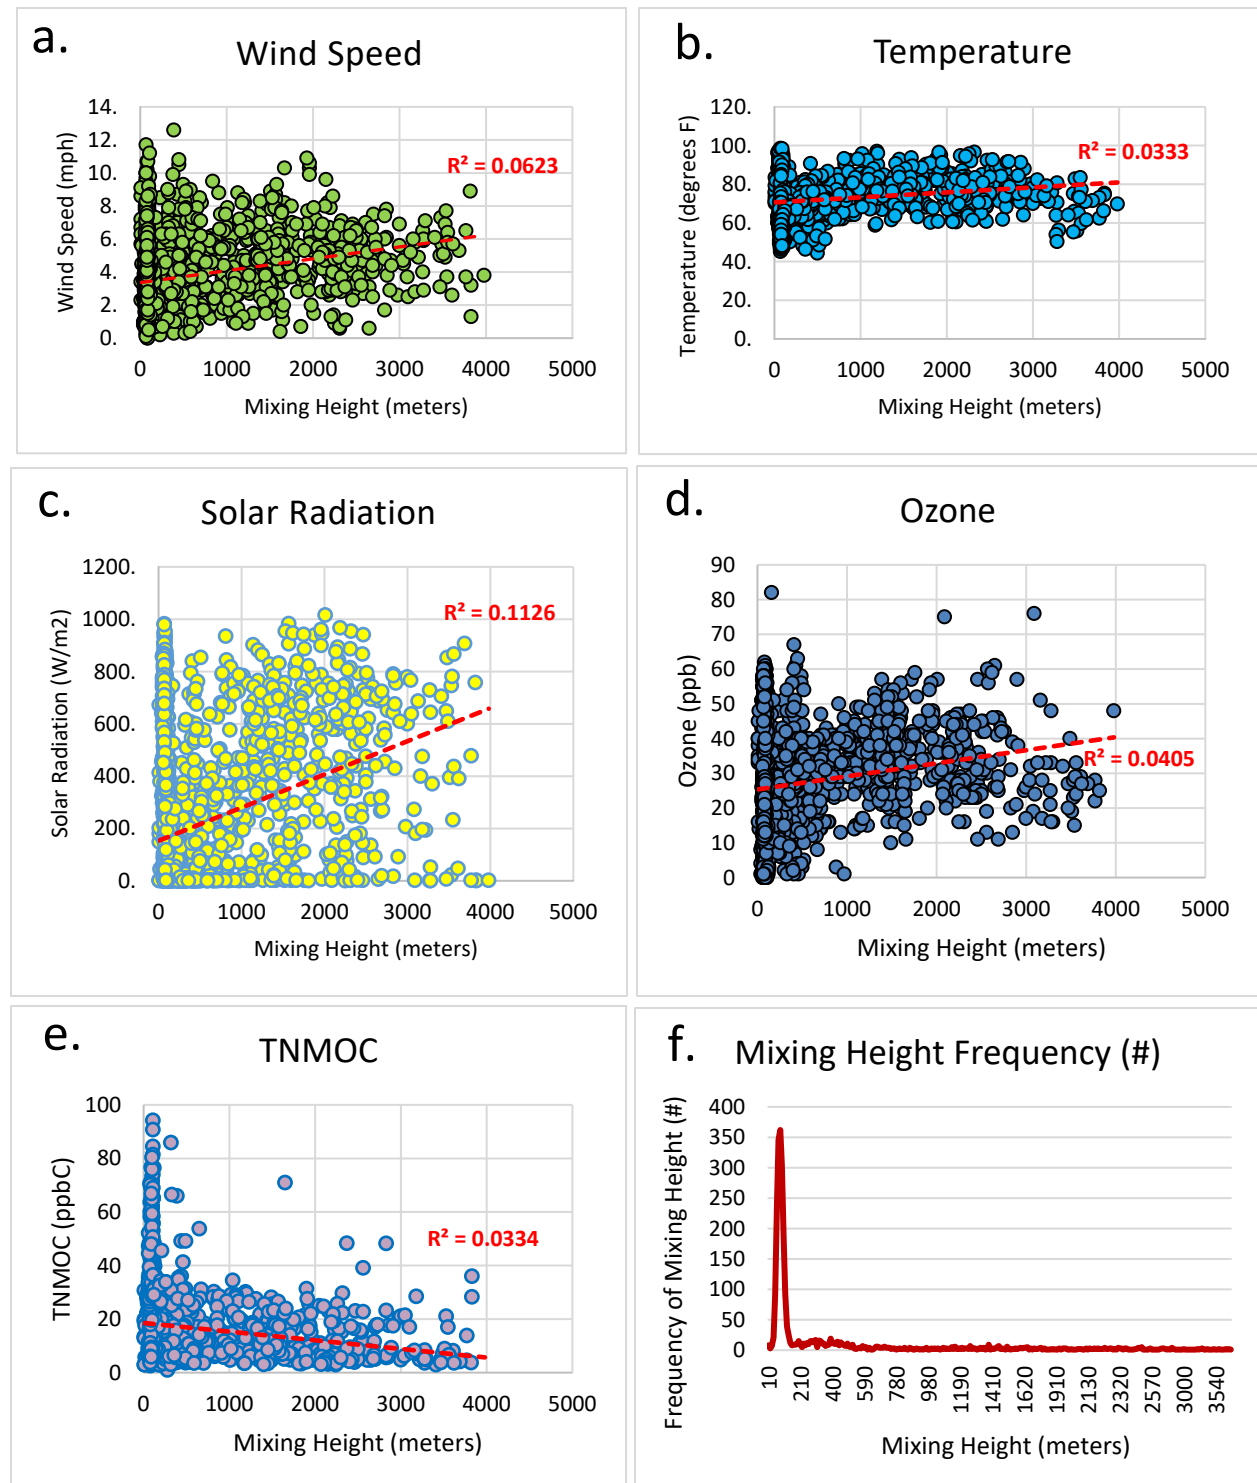 a.
Wind Speed
Wind Speed (mph)
14.
12.
10.
8.
6.
4.
2.
0.
R² = 0.0623
0 1000 2000 3000 4000 5000
Mixing Height (meters)
b.
Temperature
Temperature (degrees F)
120.
100.
80.
60.
40.
20.
0.
R² = 0.0333
0 1000 2000 3000 4000 5000
Mixing Height (meters)
c.
Solar Radiation
Solar Radiation (W/m2)
1200.
1000.
800.
600.
400.
200.
0.
R² = 0.1126
0 1000 2000 3000 4000 5000
Mixing Height (meters)
d.
Ozone
Ozone (ppb)
90
80
70
60
50
40
30
20
10
0
R² = 0.0405
0 1000 2000 3000 4000 5000
Mixing Height (meters)
e.
TNMOC
TNMOC (ppbC)
100
80
60
40
20
0
R² = 0.0334
0 1000 2000 3000 4000 5000
Mixing Height (meters)
f.
Mixing Height Frequency (#)
Frequency of Mixing Height (#)
400
350
300
250
200
150
100
50
0
10 210 400 590 780 980 1190 1410 1620 1910 2130 2320 2570 3000 3540
Mixing Height (meters)